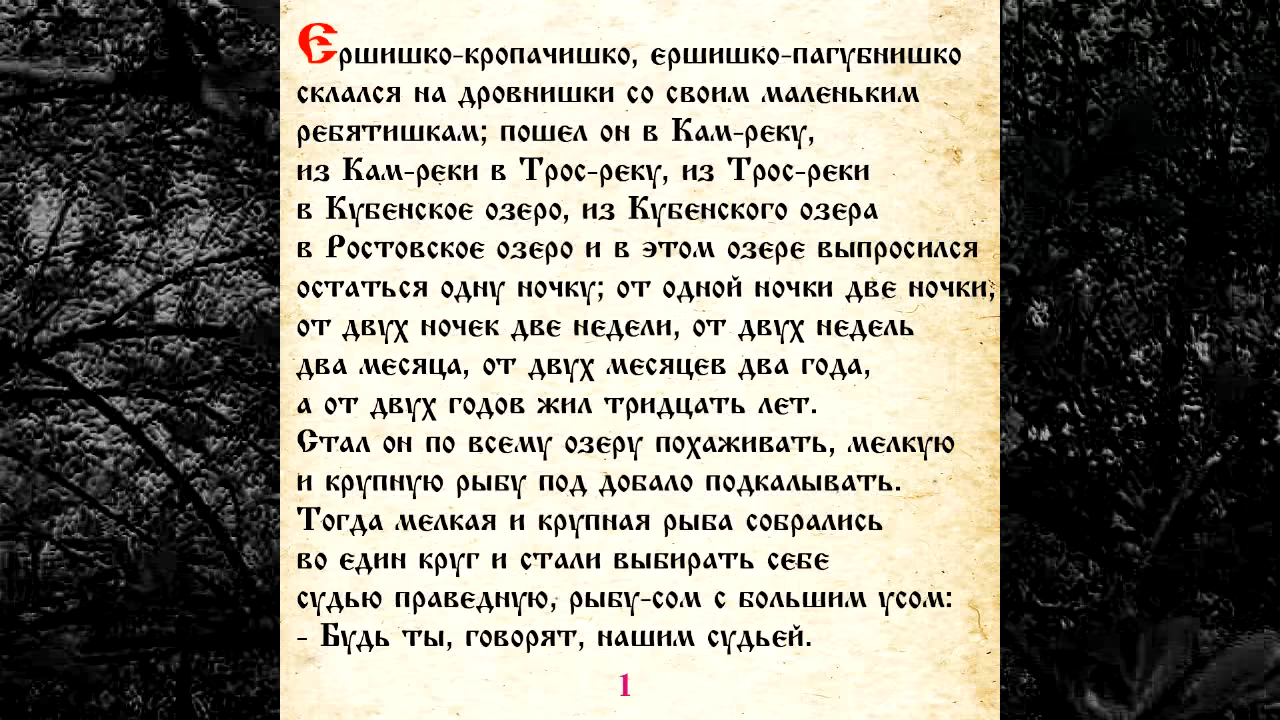 Ершишко-кропачишко, ершишко-пагубнишко
склался на дровнишки со своим маленьким
ребятишкам; пошел он в Кам-реку,
из Кам-реки в Трос-реку, из Трос-реки
в Кубенское озеро, из Кубенского озера
в Ростовское озеро и в этом озере выпросился
остаться одну ночку; от одной ночки две ночки,
от двух ночек две недели, от двух недель
два месяца, от двух месяцев два года,
а от двух годов жил тридцать лет.
Стал он по всему озеру похаживать, мелкую
и крупную рыбу под добало подкалывать.
Тогда мелкая и крупная рыба собрались
во един круг и стали выбирать себе
судью праведную, рыбу-сом с большим усом:
- Будь ты, говорят, нашим судьей.
1